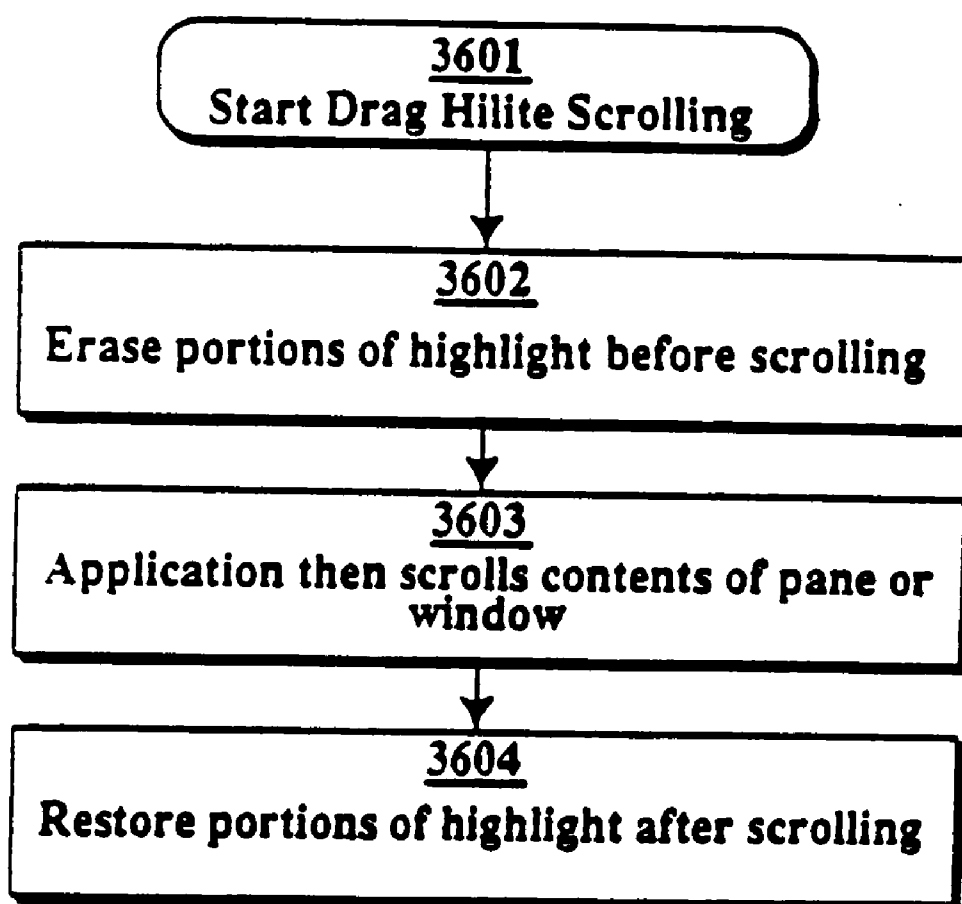 3601
Start Drag Hilite Scrolling
3602
Erase portions of highlight before scrolling
3603
Application then scrolls contents of pane or
window
3604
Restore portions of highlight after scrolling